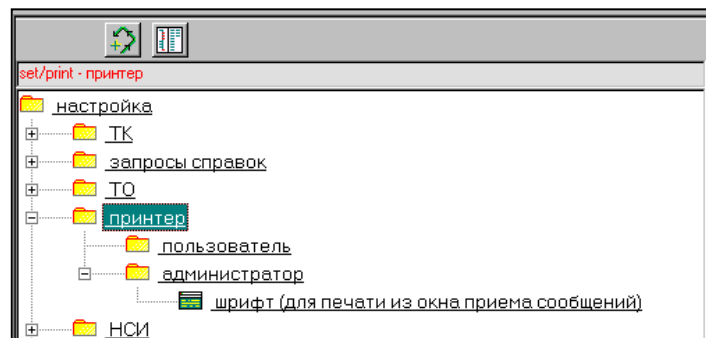 set/print - принтер
настройка
ТК
запросы справок
ТО
принтер
пользователь
администратор
шрифт (для печати из окна приема сообщений)
НСИ